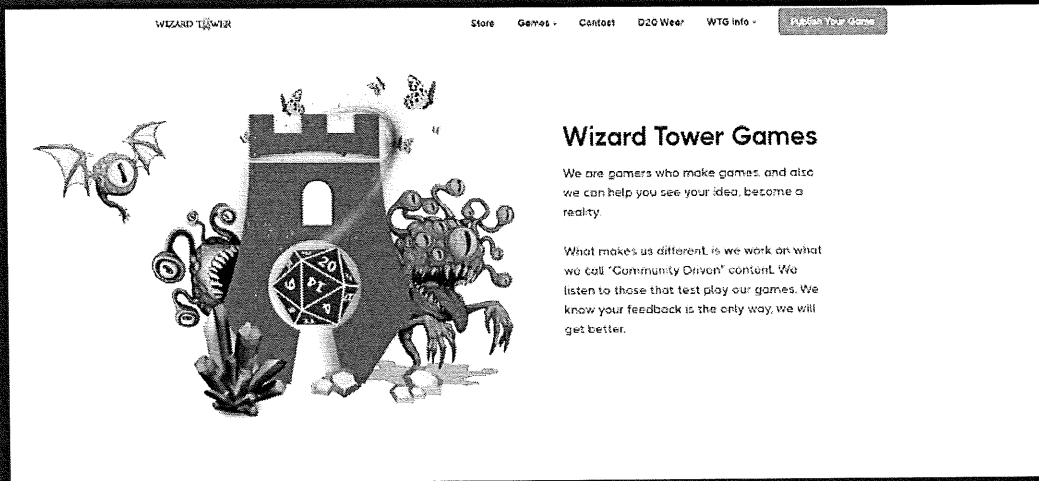 WIZARD TOWER
Store Games Contact D20 Wear WTG Info Publish Your Game
Wizard Tower Games
We are gamers who make games, and also
we can help you see your idea, become a
reality.
What makes us different, is we work on what
we call "Community Driven" content. We
listen to those that test play our games. We
know your feedback is the only way, we will
get better.
20
14